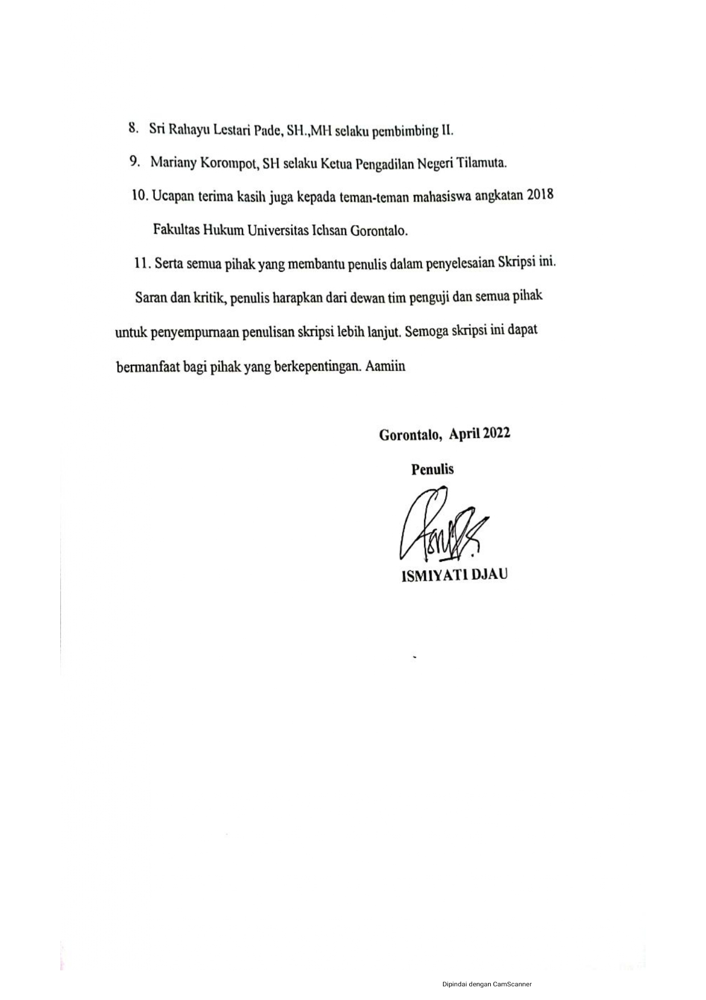 8. Sri Rahayu Lestari Pade, SH.,MH selaku pembimbing II.
9. Mariany Korompot, SH selaku Ketua Pengadilan Negeri Tilamuta.
10. Ucapan terima kasih juga kepada teman-teman mahasiswa angkatan 2018
Fakultas Hukum Universitas Ichsan Gorontalo.
11. Serta semua pihak yang membantu penulis dalam penyelesaian Skripsi ini.
Saran dan kritik, penulis harapkan dari dewan tim penguji dan semua pihak
untuk penyempurnaan penulisan skripsi lebih lanjut. Semoga skripsi ini dapat
bermanfaat bagi pihak yang berkepentingan. Aamiin
Gorontalo, April 2022
Penulis
ISMIYATI DJAU
Dipindai dengan CamScanner